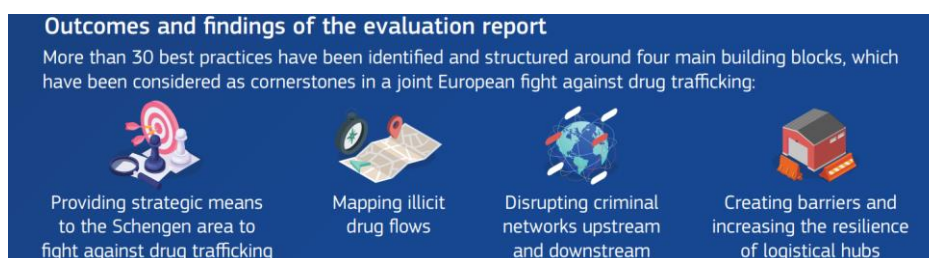 Outcomes and findings of the evaluation report
More than 30 best practices have been identified and structured around four main building blocks, which
have been considered as cornerstones in a joint European fight against drug trafficking:
Providing strategic means
to the Schengen area to
fight against drug trafficking
Mapping illicit
drug flows
Disrupting criminal
networks upstream
and downstream
Creating barriers and
increasing the resilience
of logistical hubs